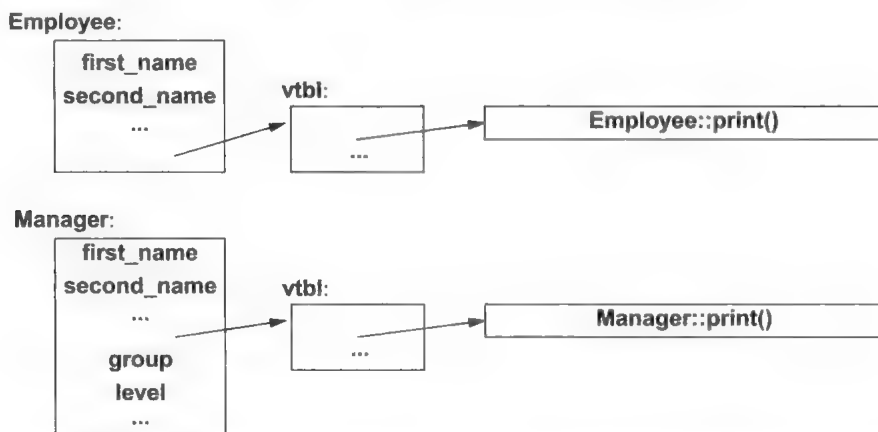 Employee:
first_name
second_name
...
vtbl:
...
Employee::print()
Manager:
first_name
second_name
...
group
level
...
vtbl:
...
Manager::print()